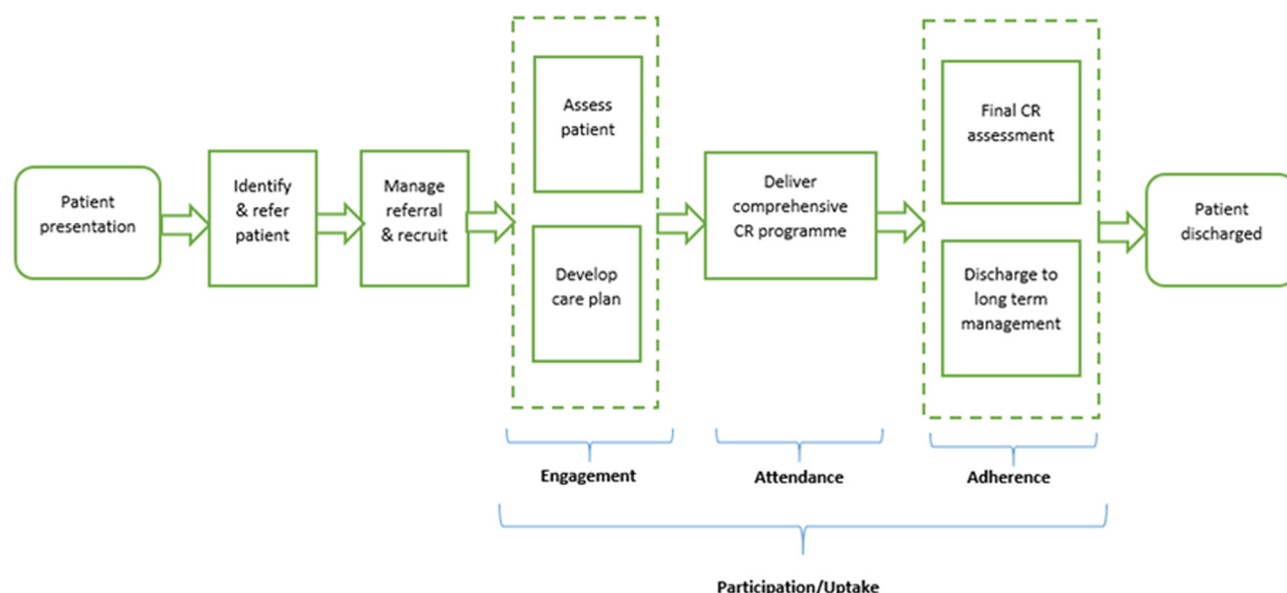 Patient
presentation
Identify
& refer
patient
Manage
referral
& recruit
Assess
patient
Develop
care plan
Deliver
comprehensive
CR programme
Final CR
assessment
Discharge to
long term
management
Patient
discharged
Engagement
Attendance
Adherence
Participation/Uptake